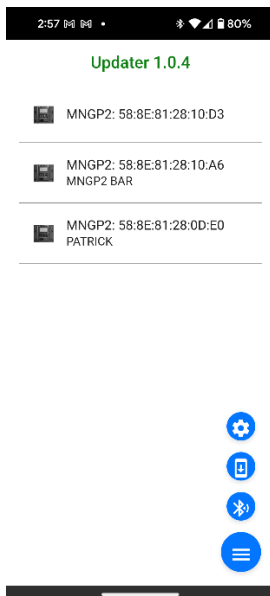 2:57
80%
Updater 1.0.4
MNGP2: 58:8E:81:28:10:D3
MNGP2: 58:8E:81:28:10:A6
MNGP2 BAR
MNGP2: 58:8E:81:28:0D:E0
PATRICK